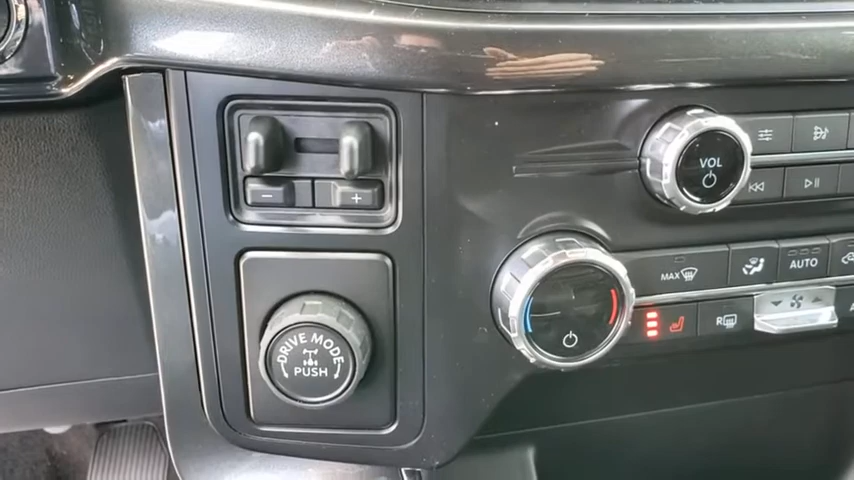 VOL
− +
MAX
AUTO
R
DRIVE MODE
PUSH